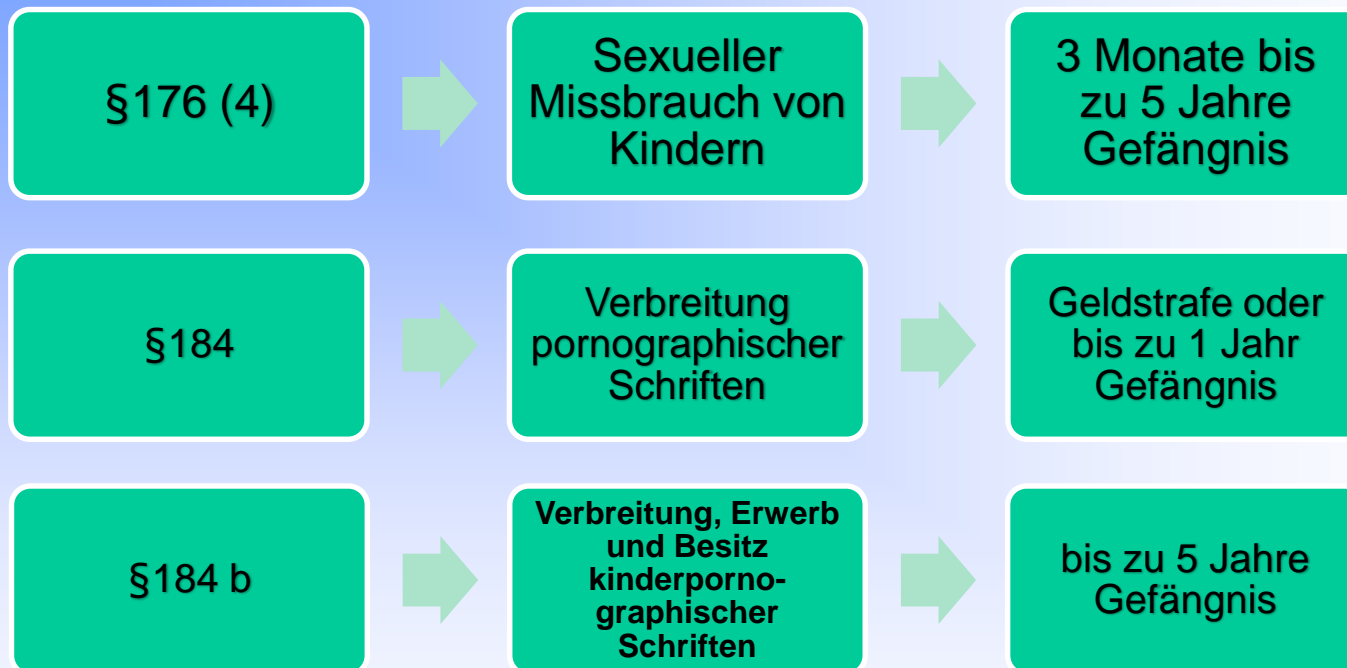 §176 (4)
Sexueller
Missbrauch von
Kindern
3 Monate bis
zu 5 Jahre
Gefängnis
§184
Verbreitung
pornographischer
Schriften
Geldstrafe oder
bis zu 1 Jahr
Gefängnis
§184 b
Verbreitung, Erwerb
und Besitz
kinderporno-
graphischer
Schriften
bis zu 5 Jahre
Gefängnis